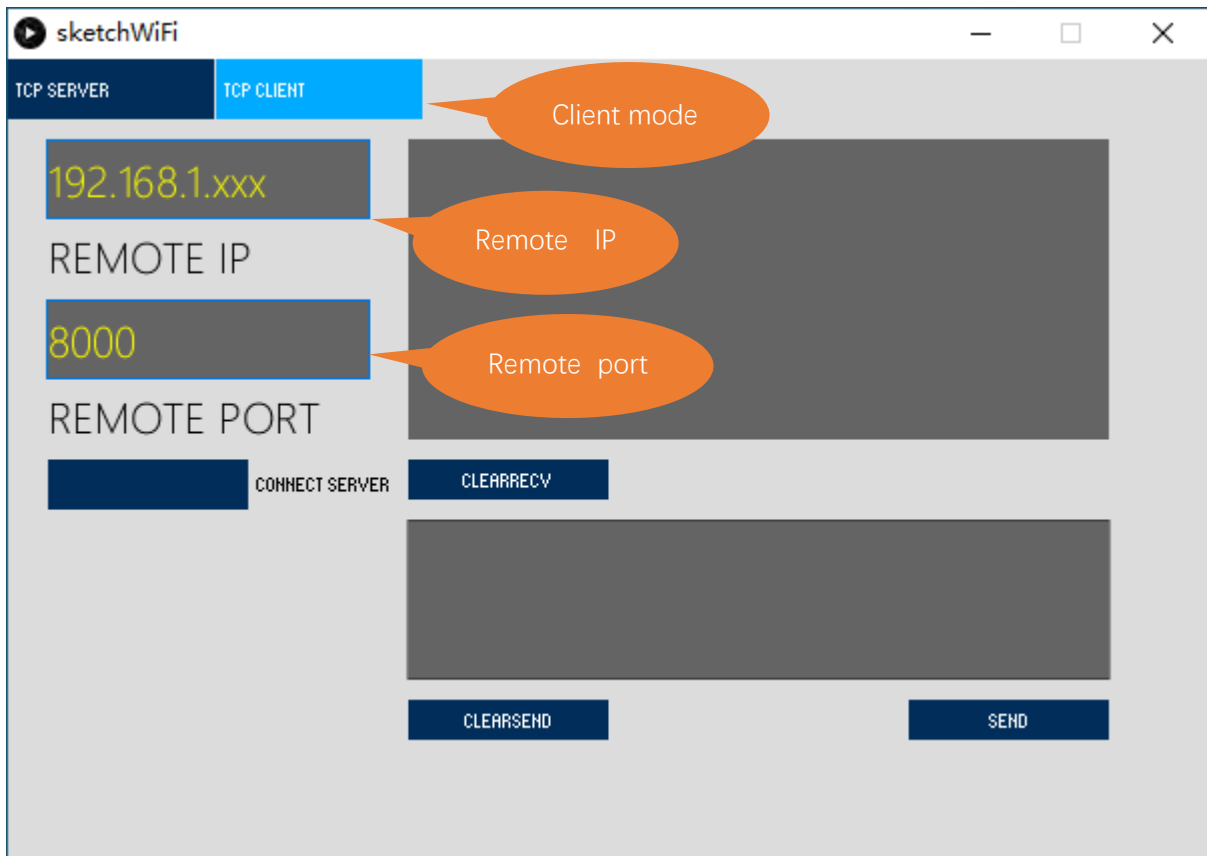 sketchWiFi
TCP SERVER
TCP CLIENT
Client mode
192.168.1.xxx
REMOTE IP
Remote IP
8000
Remote port
REMOTE PORT
CONNECT SERVER
CLEARRECV
CLEARSEND
SEND